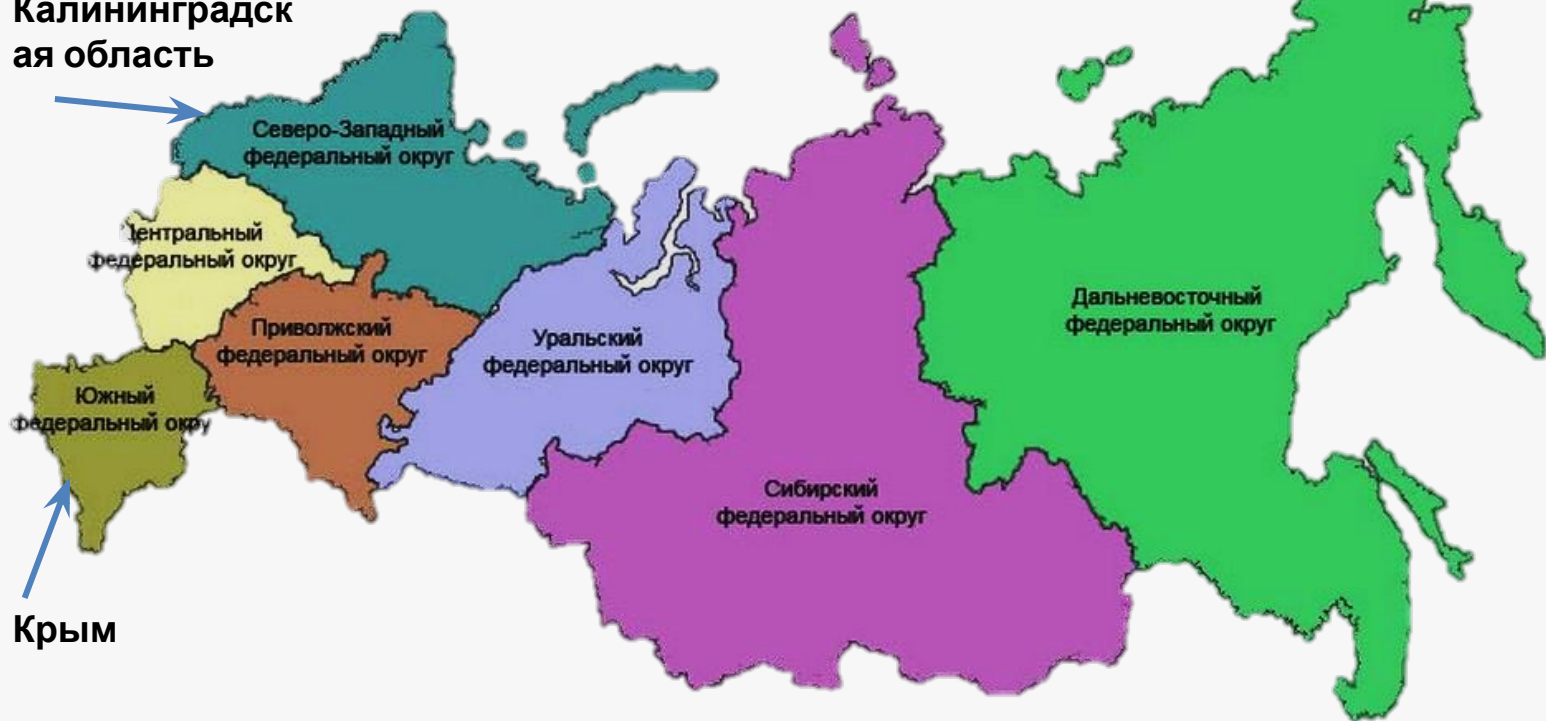 Калининградск
ая область
Северо-Западный
федеральный округ
Центральный
федеральный округ
Приволжский
федеральный округ
Уральский
федеральный округ
Дальневосточный
федеральный округ
Южный
федеральный окру
Сибирский
федеральный округ
Крым